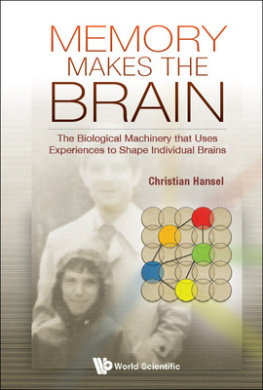 MEMORY
MAKES THE
BRAIN
The Biological Machinery that Uses
Experiences to Shape Individual Brains
Christian Hansel
World Scientific